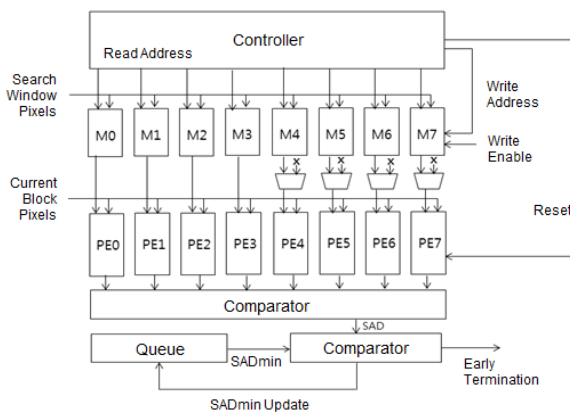 Controller
Read Address
Search
Window
Pixels
Write
Address
M0 M1 M2 M3 M4 M5 M6 M7
Write
Enable
x x x x
Current
Block
Pixels
Reset
PE0 PE1 PE2 PE3 PE4 PE5 PE6 PE7
Comparator
SAD
Queue
SADmin
Comparator
Early
Termination
SADmin Update